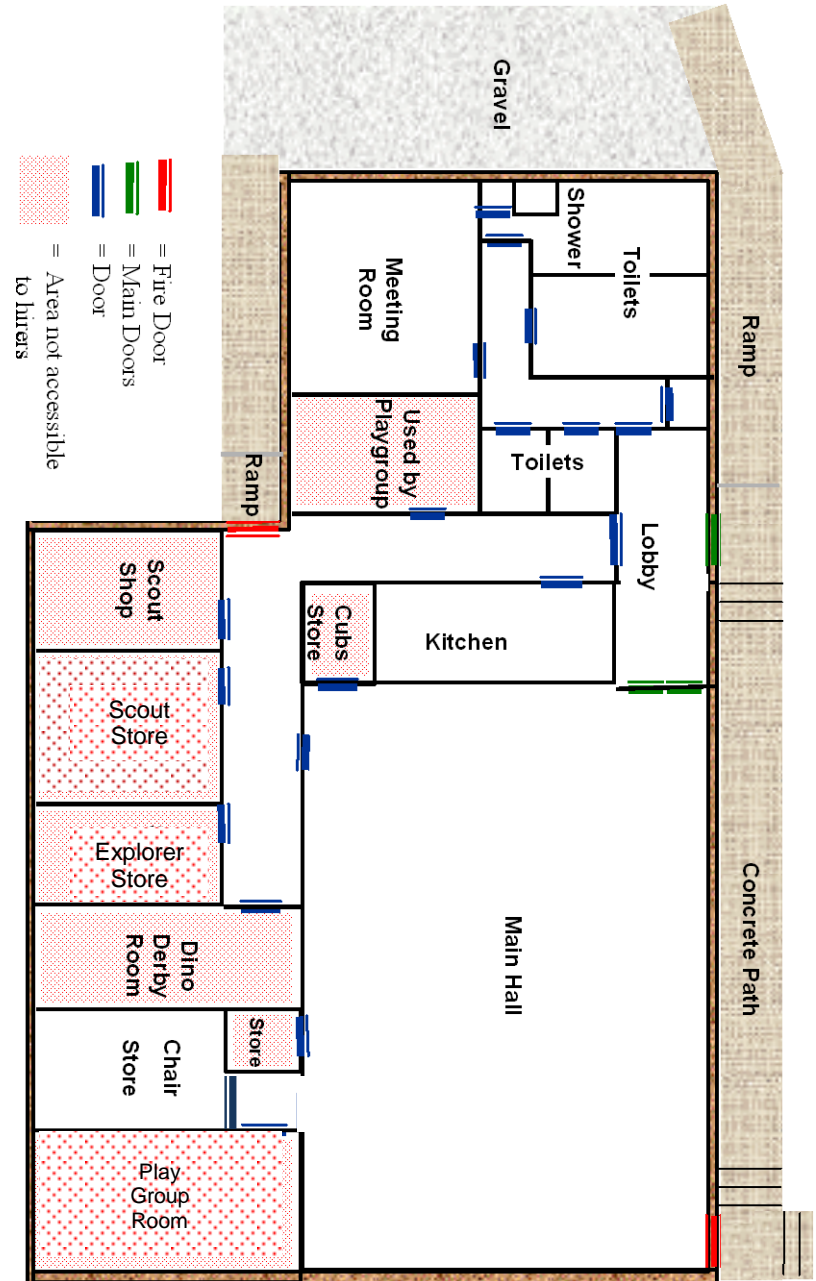 Gravel
Ramp
Shower
Toilets
Meeting
Room
Used by
Playgroup
Toilets
Ramp
Lobby
Scout
Shop
Cubs
Store
Kitchen
Scout
Store
Explorer
Store
Main Hall
Concrete Path
Dino
Derby
Room
Store
Chair
Store
Play
Group
Room
= Fire Door
= Main Doors
= Door
= Area not accessible
to hirers